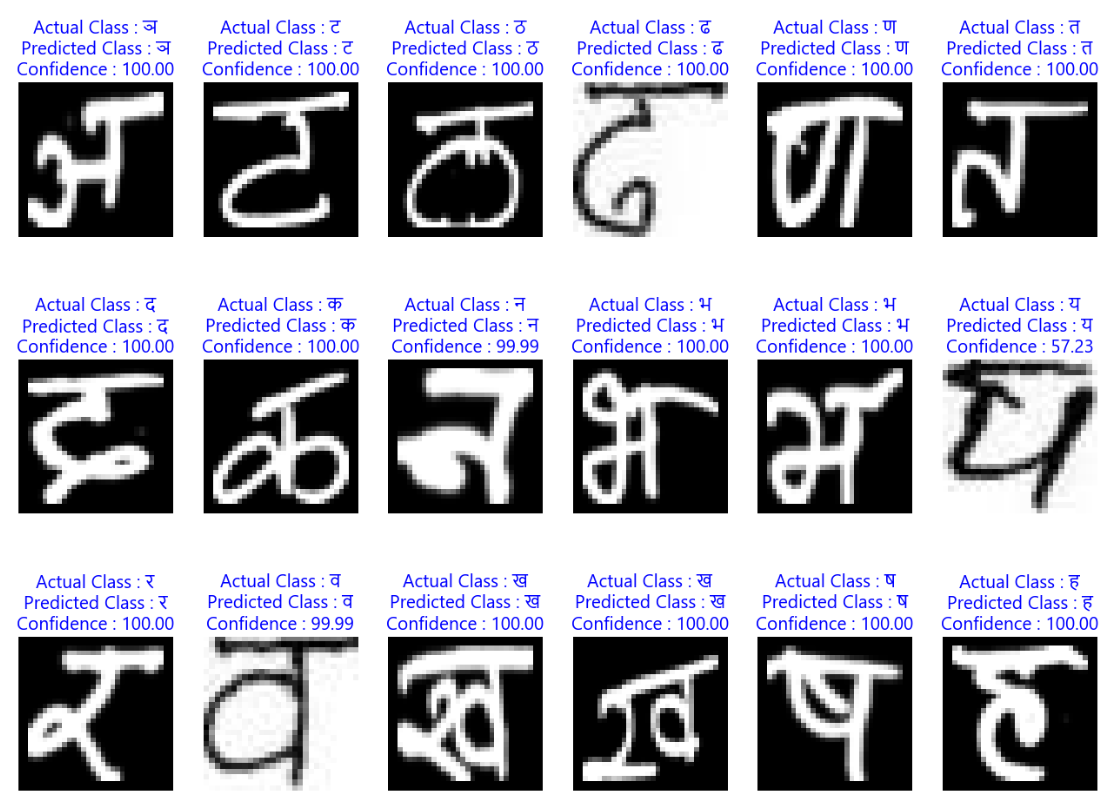 Actual Class : ञ Actual Class : ट Actual Class : ठ Actual Class : ढ Actual Class : ण Actual Class : त
Predicted Class : ञ Predicted Class : ट Predicted Class : ठ Predicted Class : ढ Predicted Class : ण Predicted Class : त
Confidence : 100.00 Confidence : 100.00 Confidence : 100.00 Confidence : 100.00 Confidence : 100.00 Confidence : 100.00
ञ ट ठ ढ ण त
Actual Class : द Actual Class : क Actual Class : न Actual Class : भ Actual Class : भ Actual Class : य
Predicted Class : द Predicted Class : क Predicted Class : न Predicted Class : भ Predicted Class : भ Predicted Class : य
Confidence : 100.00 Confidence : 100.00 Confidence : 99.99 Confidence : 100.00 Confidence : 100.00 Confidence : 57.23
द क न भ भ य
Actual Class : र Actual Class : व Actual Class : ख Actual Class : ख Actual Class : ष Actual Class : ह
Predicted Class : र Predicted Class : व Predicted Class : ख Predicted Class : ख Predicted Class : ष Predicted Class : ह
Confidence : 100.00 Confidence : 99.99 Confidence : 100.00 Confidence : 100.00 Confidence : 100.00 Confidence : 100.00
र व ख ख ष ह